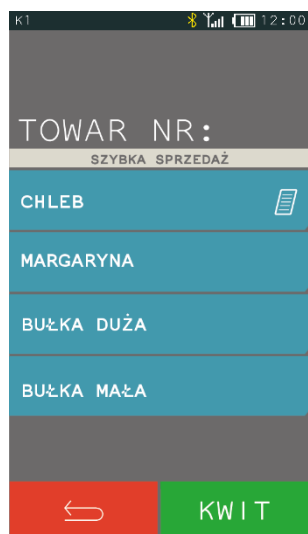 K1 12:00
TOWAR NR:
SZYBKA SPRZEDAŻ
CHLEB
MARGARYNA
BUŁKA DUŻA
BUŁKA MAŁA
KWIT